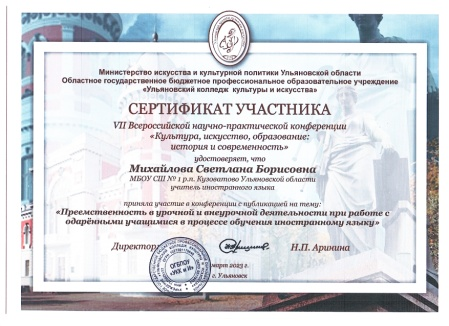 Министерство искусства и культурной политики Ульяновской области
Областное государственное бюджетное профессиональное образовательное учреждение
«Ульяновский колледж культуры и искусства»
СЕРТИФИКАТ УЧАСТНИКА
VII Всероссийской научно-практической конференции
«Культура, искусство, образование:
история и современность»
удостоверяет, что
Михайлова Светлана Борисовна
МБОУ СШ № 1 р.п. Кузоватово Ульяновской области
учитель иностранного языка
приняла участие в конференции с публикацией на тему:
«Преемственность в урочной и внеурочной деятельности при работе с
одарёнными учащимися в процессе обучения иностранному языку»
Директор
Н.П. Аринина
ОГБПОУ
«УКК и И»
март 2023 г.
г. Ульяновск